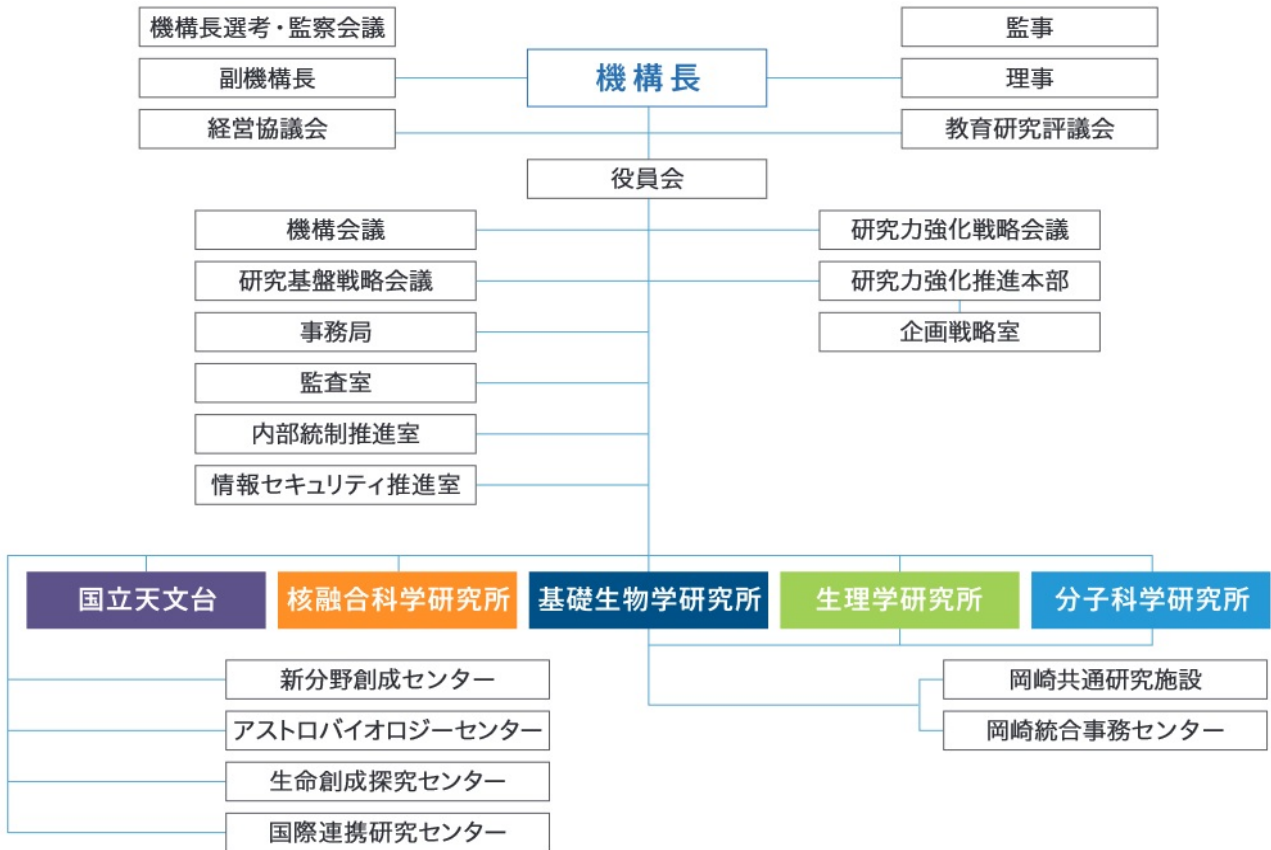 機構長選考・監察会議
監事
副機構長
機構長
理事
経営協議会
教育研究評議会
役員会
機構会議
研究力強化戦略会議
研究基盤戦略会議
研究力強化推進本部
事務局
企画戦略室
監査室
内部統制推進室
情報セキュリティ推進室
国立天文台
核融合科学研究所
基礎生物学研究所
生理学研究所
分子科学研究所
新分野創成センター
岡崎共通研究施設
アストロバイオロジーセンター
岡崎統合事務センター
生命創成探究センター
国際連携研究センター